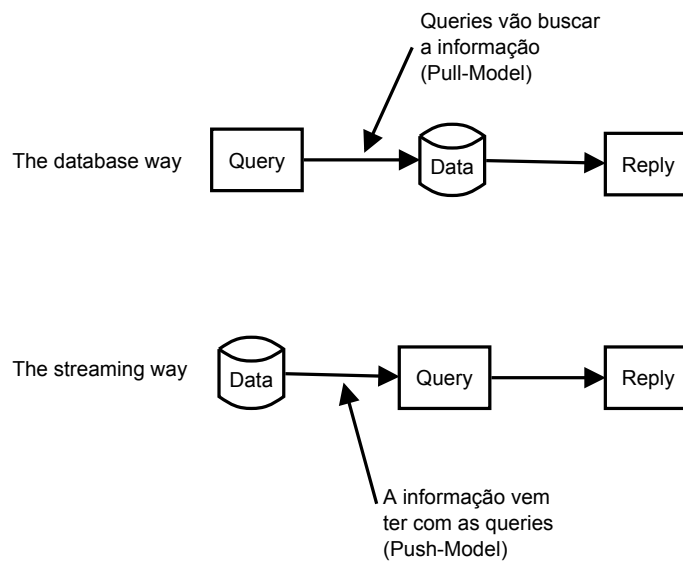 Queries vão buscar
a informação
(Pull-Model)
The database way
Query
Data
Reply
The streaming way
Data
Query
Reply
A informação vem
ter com as queries
(Push-Model)